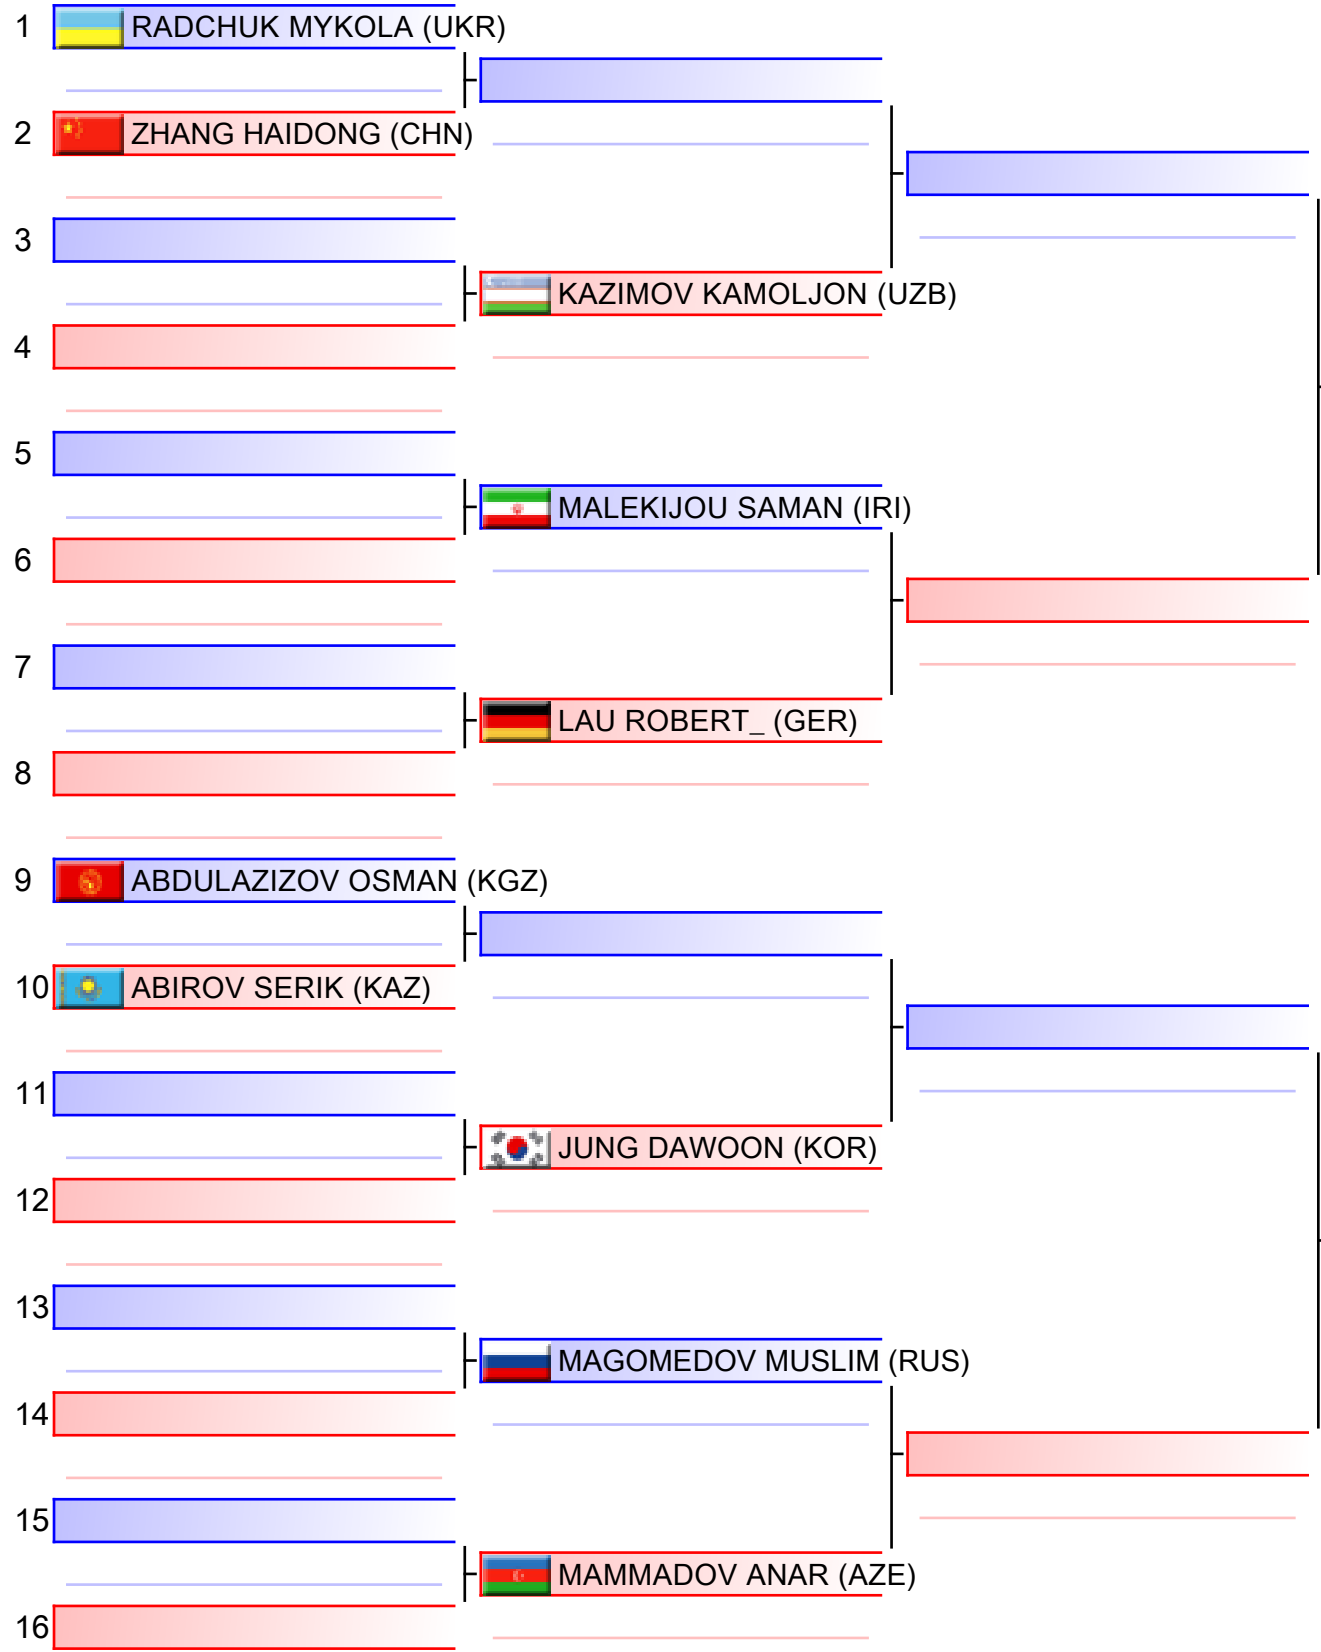 1 RADCHUK MYKOLA (UKR)
2 ZHANG HAIDONG (CHN)
3
KAZIMOV KAMOLJON (UZB)
4
5
MALEKIJOU SAMAN (IRI)
6
7
LAU ROBERT_ (GER)
8
9 ABDULAZIZOV OSMAN (KGZ)
10 ABIROV SERIK (KAZ)
11
JUNG DAWOON (KOR)
12
13
MAGOMEDOV MUSLIM (RUS)
14
15
MAMMADOV ANAR (AZE)
16